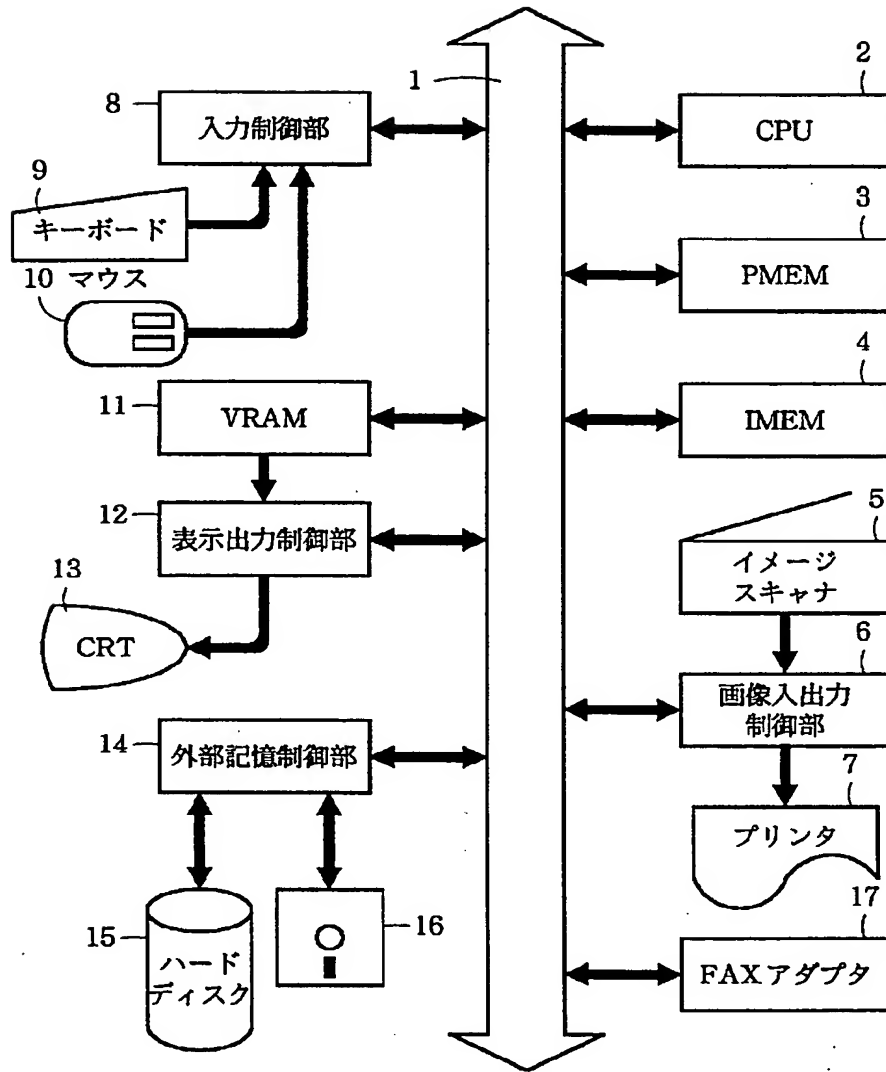 1
8
入力制御部
9
キーボード
10 マウス
11
VRAM
12
表示出力制御部
13
CRT
14
外部記憶制御部
15
ハード
ディスク
16
2
CPU
3
PMEM
4
IMEM
5
イメージ
スキャナ
6
画像入出力
制御部
7
プリンタ
17
FAXアダプタ